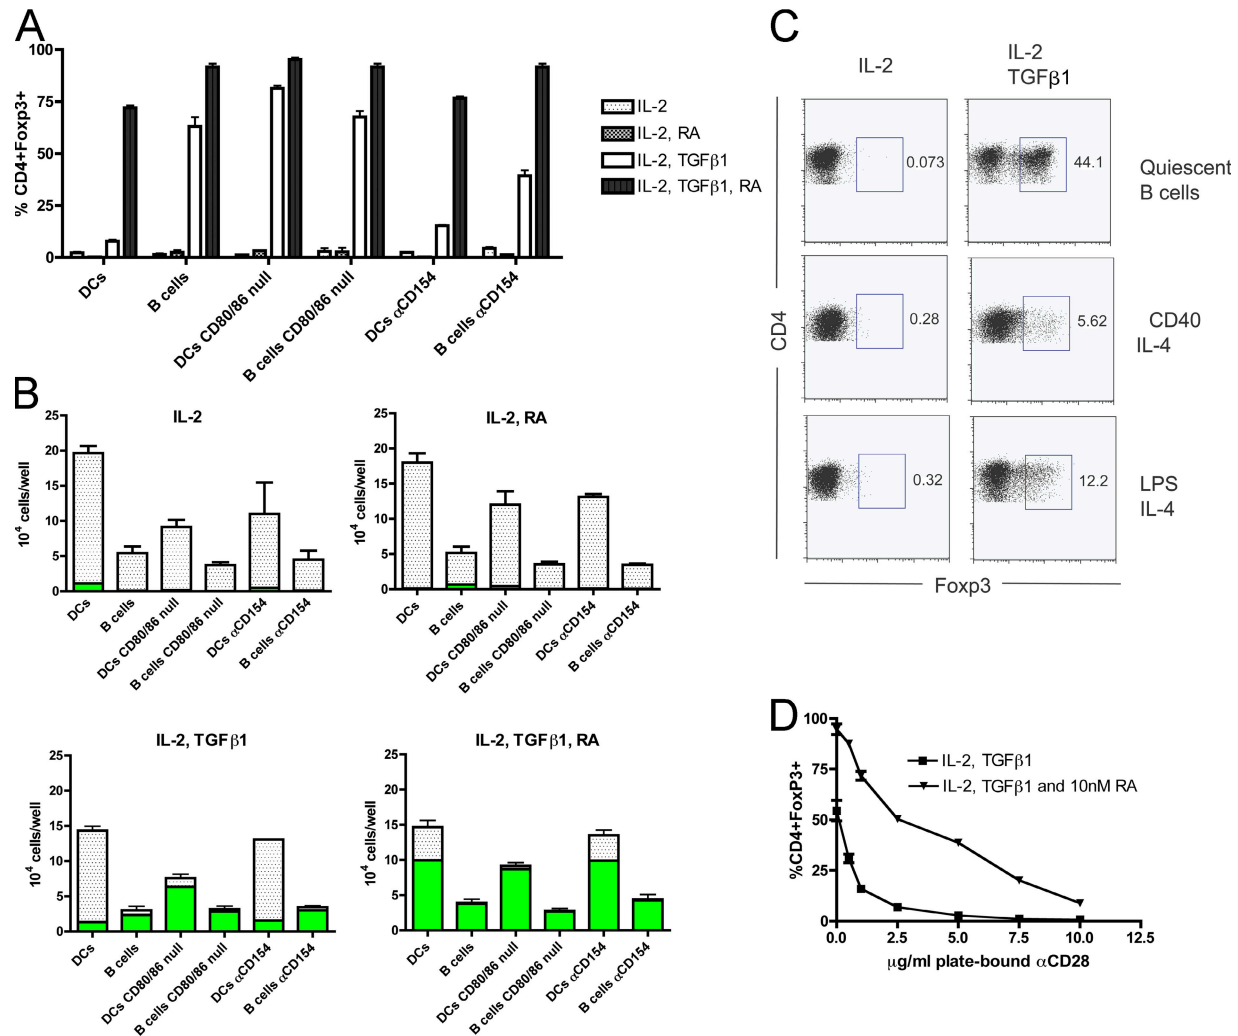 A
100
75
50
25
0
% CD4+Foxp3+
DCs
B cells
DCs CD80/86 null
B cells CD80/86 null
DCs αCD154
B cells αCD154
IL-2
IL-2, RA
IL-2, TGFβ1
IL-2, TGFβ1, RA
B
IL-2
25
20
15
10
5
0
10⁴ cells/well
DCs
B cells
DCs CD80/86 null
B cells CD80/86 null
DCs αCD154
B cells αCD154
IL-2, RA
25
20
15
10
5
0
10⁴ cells/well
DCs
B cells
DCs CD80/86 null
B cells CD80/86 null
DCs αCD154
B cells αCD154
IL-2, TGFβ1
25
20
15
10
5
0
10⁴ cells/well
DCs
B cells
DCs CD80/86 null
B cells CD80/86 null
DCs αCD154
B cells αCD154
IL-2, TGFβ1, RA
25
20
15
10
5
0
10⁴ cells/well
DCs
B cells
DCs CD80/86 null
B cells CD80/86 null
DCs αCD154
B cells αCD154
C
IL-2
IL-2
TGFβ1
CD4
0.073
44.1
Quiescent
B cells
0.28
5.62
CD40
IL-4
0.32
12.2
LPS
IL-4
Foxp3
D
100
75
50
25
0
%CD4+FoxP3+
IL-2, TGFβ1
IL-2, TGFβ1 and 10nM RA
0.0
2.5
5.0
7.5
10.0
12.5
μg/ml plate-bound αCD28